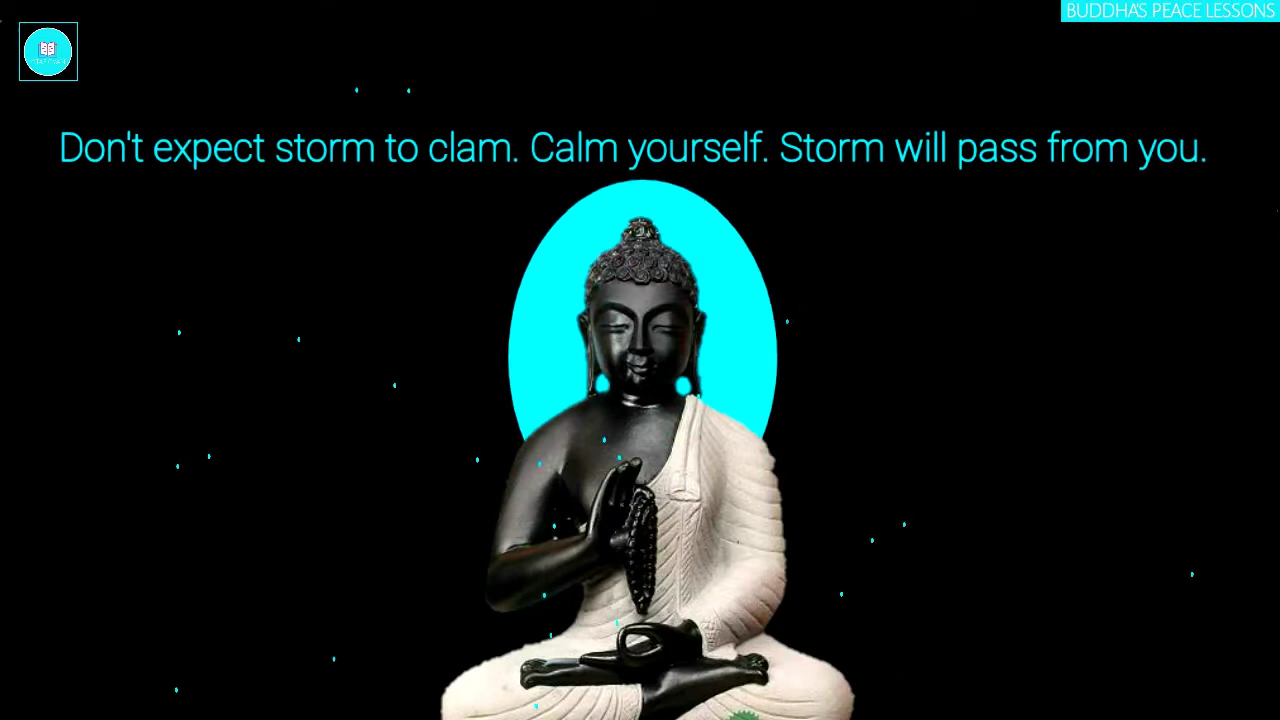 BUDDHA'S PEACE LESSONS
Don't expect storm to clam. Calm yourself. Storm will pass from you.